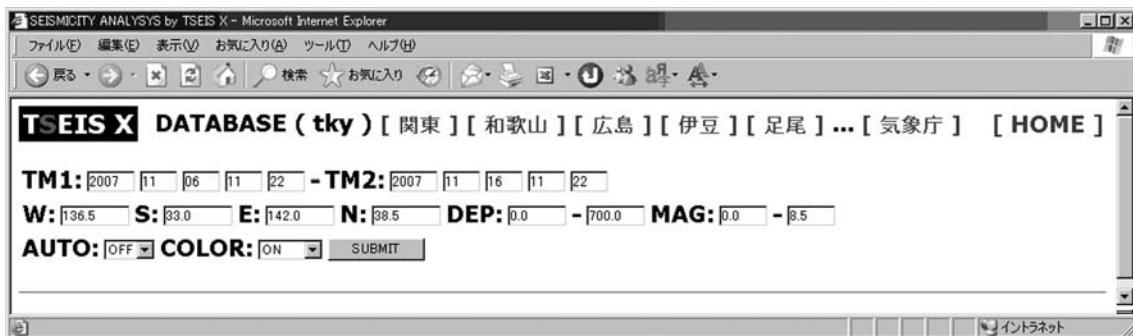 SEISMICITY ANALYSYS by TSEIS X - Microsoft Internet Explorer
ファイル(F) 編集(E) 表示(V) お気に入り(A) ツール(T) ヘルプ(H)
戻る 検索 お気に入り
TSEIS X DATABASE ( tky ) [ 関東 ] [ 和歌山 ] [ 広島 ] [ 伊豆 ] [ 足尾 ] ... [ 気象庁 ] [ HOME ]
TM1: 2007 11 06 11 22 - TM2: 2007 11 16 11 22
W: 136.5 S: 33.0 E: 142.0 N: 38.5 DEP: 0.0 - 700.0 MAG: 0.0 - 8.5
AUTO: OFF COLOR: ON SUBMIT
イントラネット